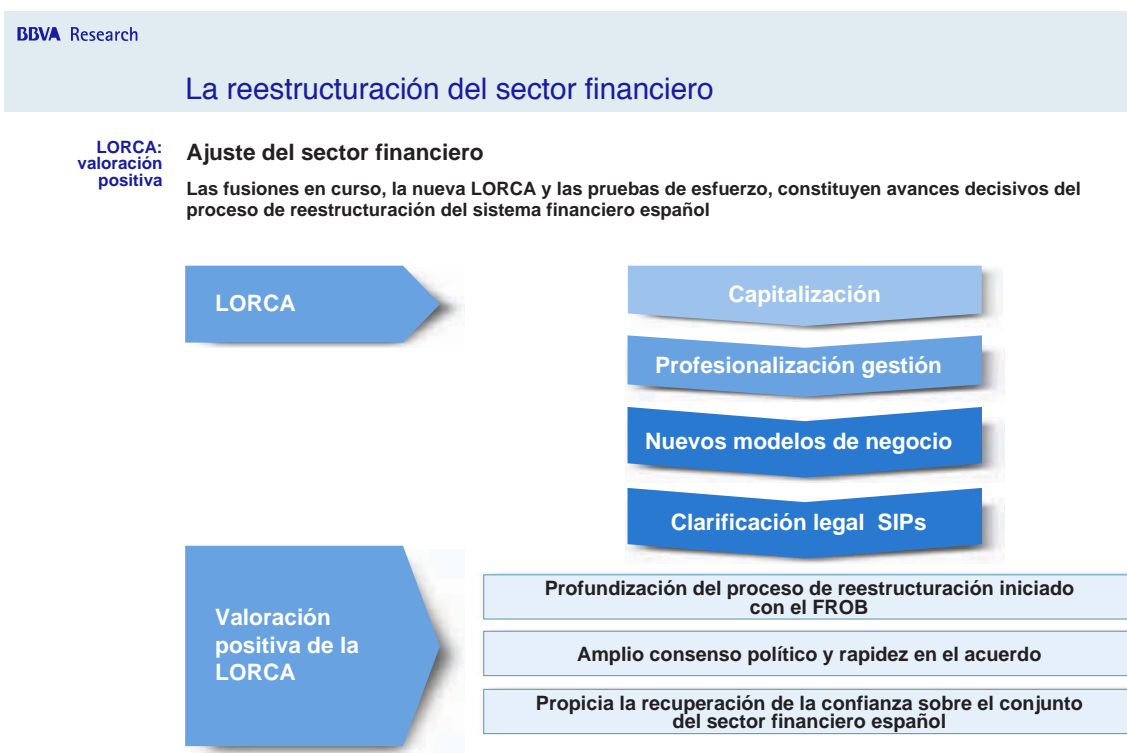 BBVA Research
La reestructuración del sector financiero
LORCA:
valoración
positiva
Ajuste del sector financiero
Las fusiones en curso, la nueva LORCA y las pruebas de esfuerzo, constituyen avances decisivos del
proceso de reestructuración del sistema financiero español
LORCA
Capitalización
Profesionalización gestión
Nuevos modelos de negocio
Clarificación legal SIPs
Valoración
positiva de la
LORCA
Profundización del proceso de reestructuración iniciado
con el FROB
Amplio consenso político y rapidez en el acuerdo
Propicia la recuperación de la confianza sobre el conjunto
del sector financiero español